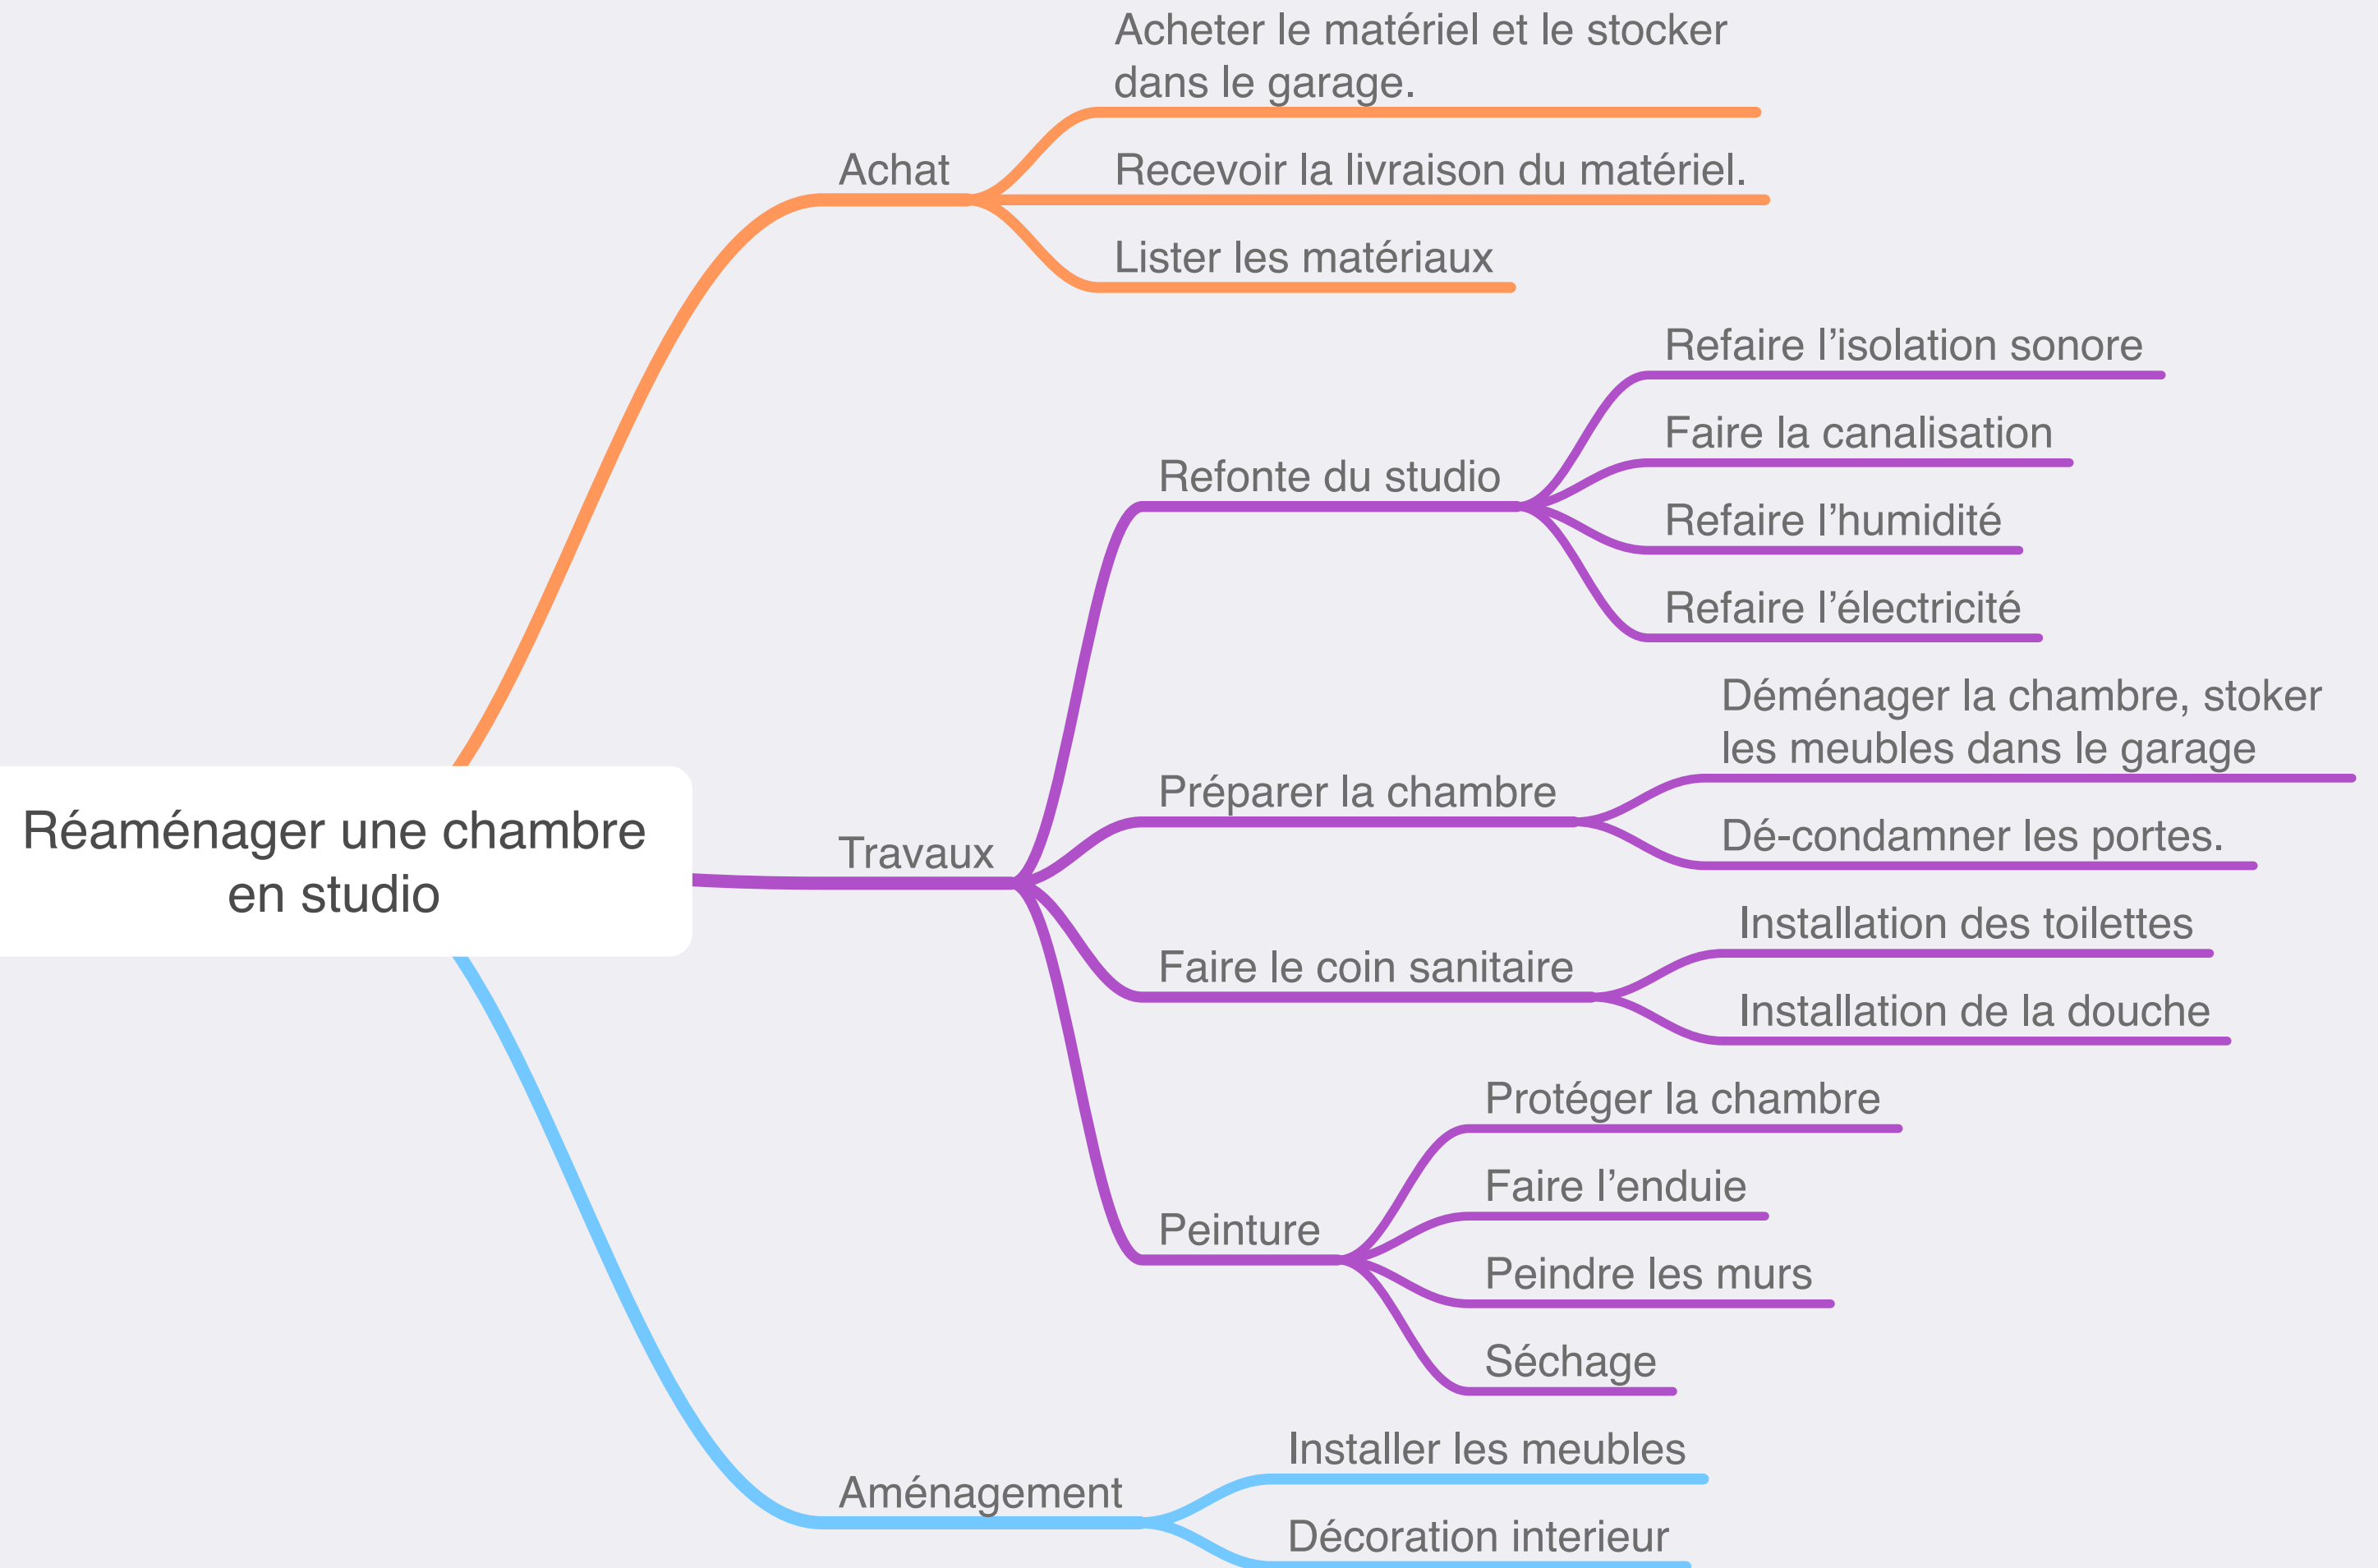 Réaménager une chambre
en studio
Achat
Acheter le matériel et le stocker
dans le garage.
Recevoir la livraison du matériel.
Lister les matériaux
Travaux
Refonte du studio
Refaire l’isolation sonore
Faire la canalisation
Refaire l’humidité
Refaire l’électricité
Préparer la chambre
Déménager la chambre, stoker
les meubles dans le garage
Dé-condamner les portes.
Faire le coin sanitaire
Installation des toilettes
Installation de la douche
Peinture
Protéger la chambre
Faire l’enduie
Peindre les murs
Séchage
Aménagement
Installer les meubles
Décoration interieur